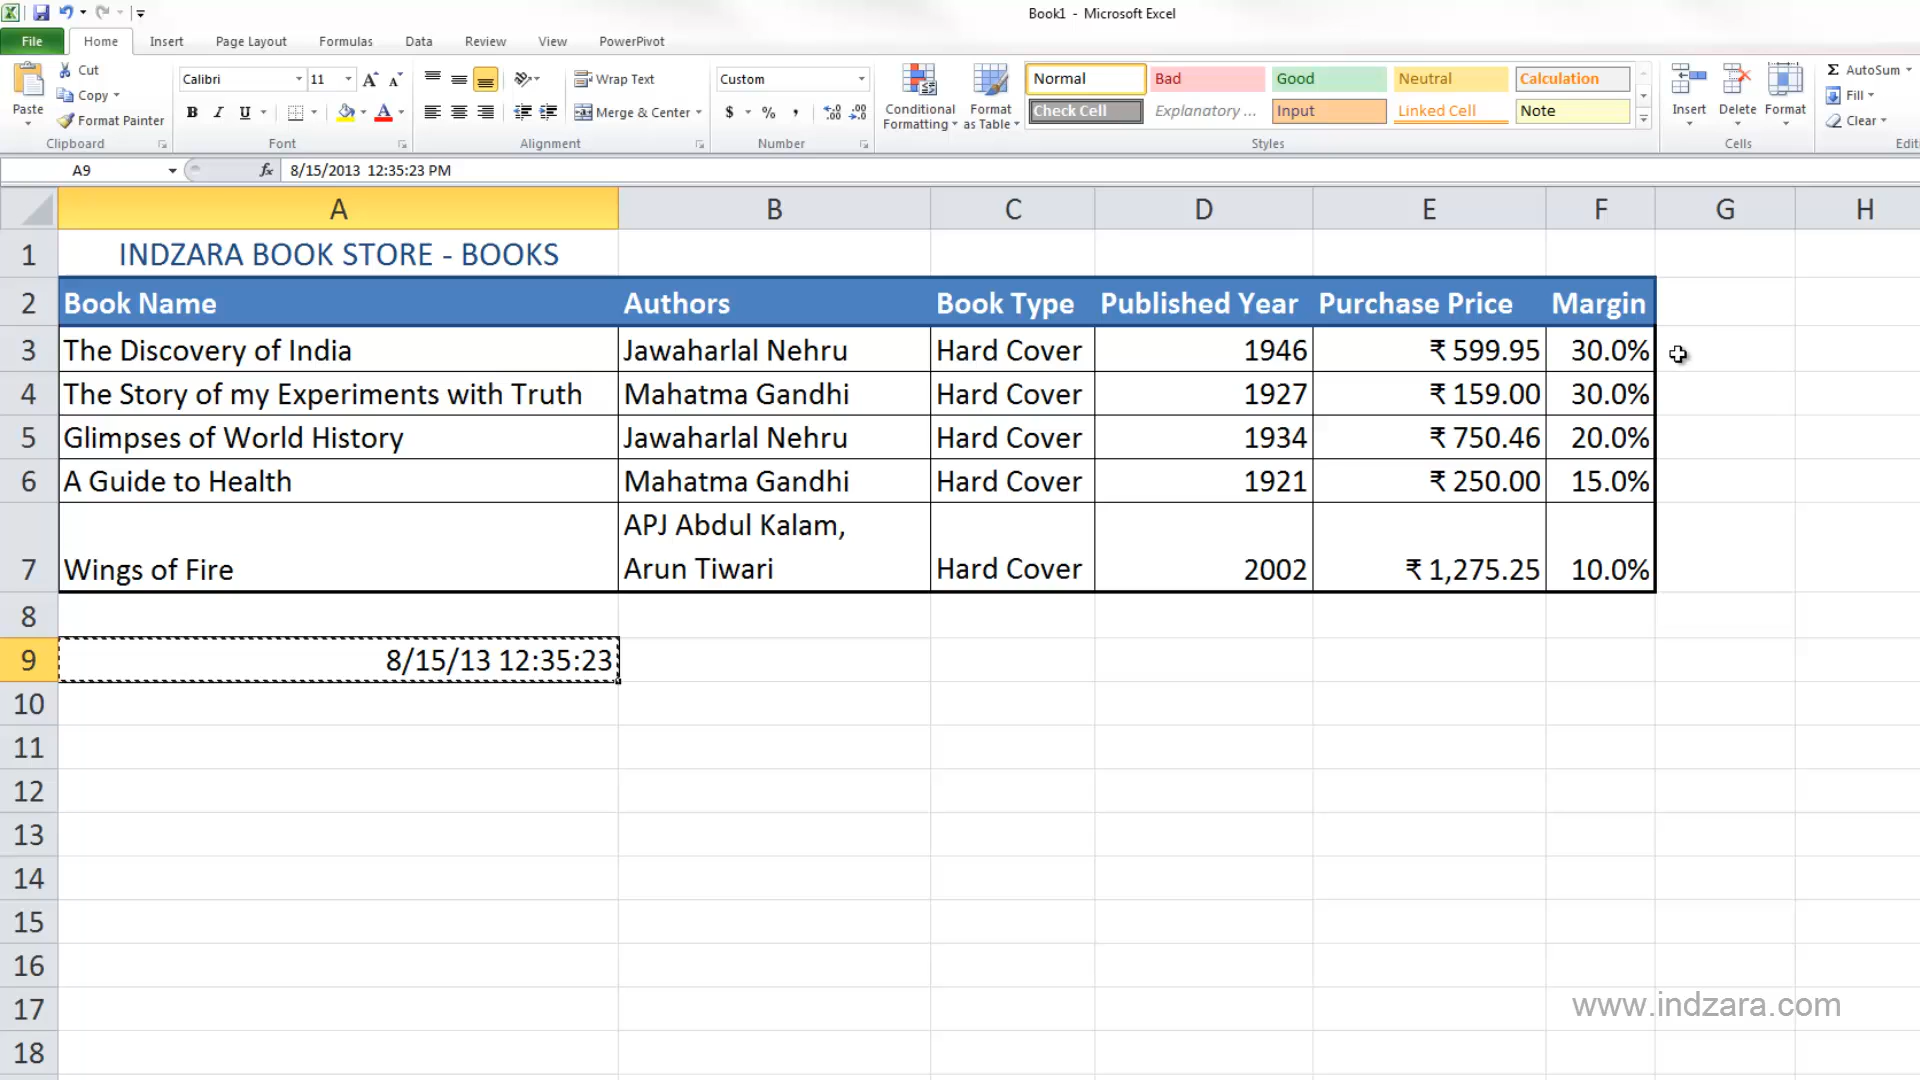 Book1 - Microsoft Excel
File Home Insert Page Layout Formulas Data Review View PowerPivot
Paste
Cut
Copy
Format Painter
Clipboard
Calibri 11
B I U
Font
Wrap Text
Merge & Center
Alignment
Custom
$ % ,
Number
Conditional Formatting
Format as Table
Normal Bad Good Neutral Calculation
Check Cell Explanatory ... Input Linked Cell Note
Styles
Insert Delete Format
Cells
Σ AutoSum
Fill
Clear
Editi
A9 fx 8/15/2013 12:35:23 PM
A B C D E F G H
1 INDZARA BOOK STORE - BOOKS
2 Book Name Authors Book Type Published Year Purchase Price Margin
3 The Discovery of India Jawaharlal Nehru Hard Cover 1946 ₹ 599.95 30.0%
4 The Story of my Experiments with Truth Mahatma Gandhi Hard Cover 1927 ₹ 159.00 30.0%
5 Glimpses of World History Jawaharlal Nehru Hard Cover 1934 ₹ 750.46 20.0%
6 A Guide to Health Mahatma Gandhi Hard Cover 1921 ₹ 250.00 15.0%
APJ Abdul Kalam,
7 Wings of Fire Arun Tiwari Hard Cover 2002 ₹ 1,275.25 10.0%
8
9 8/15/13 12:35:23
10
11
12
13
14
15
16
17
www.indzara.com
18